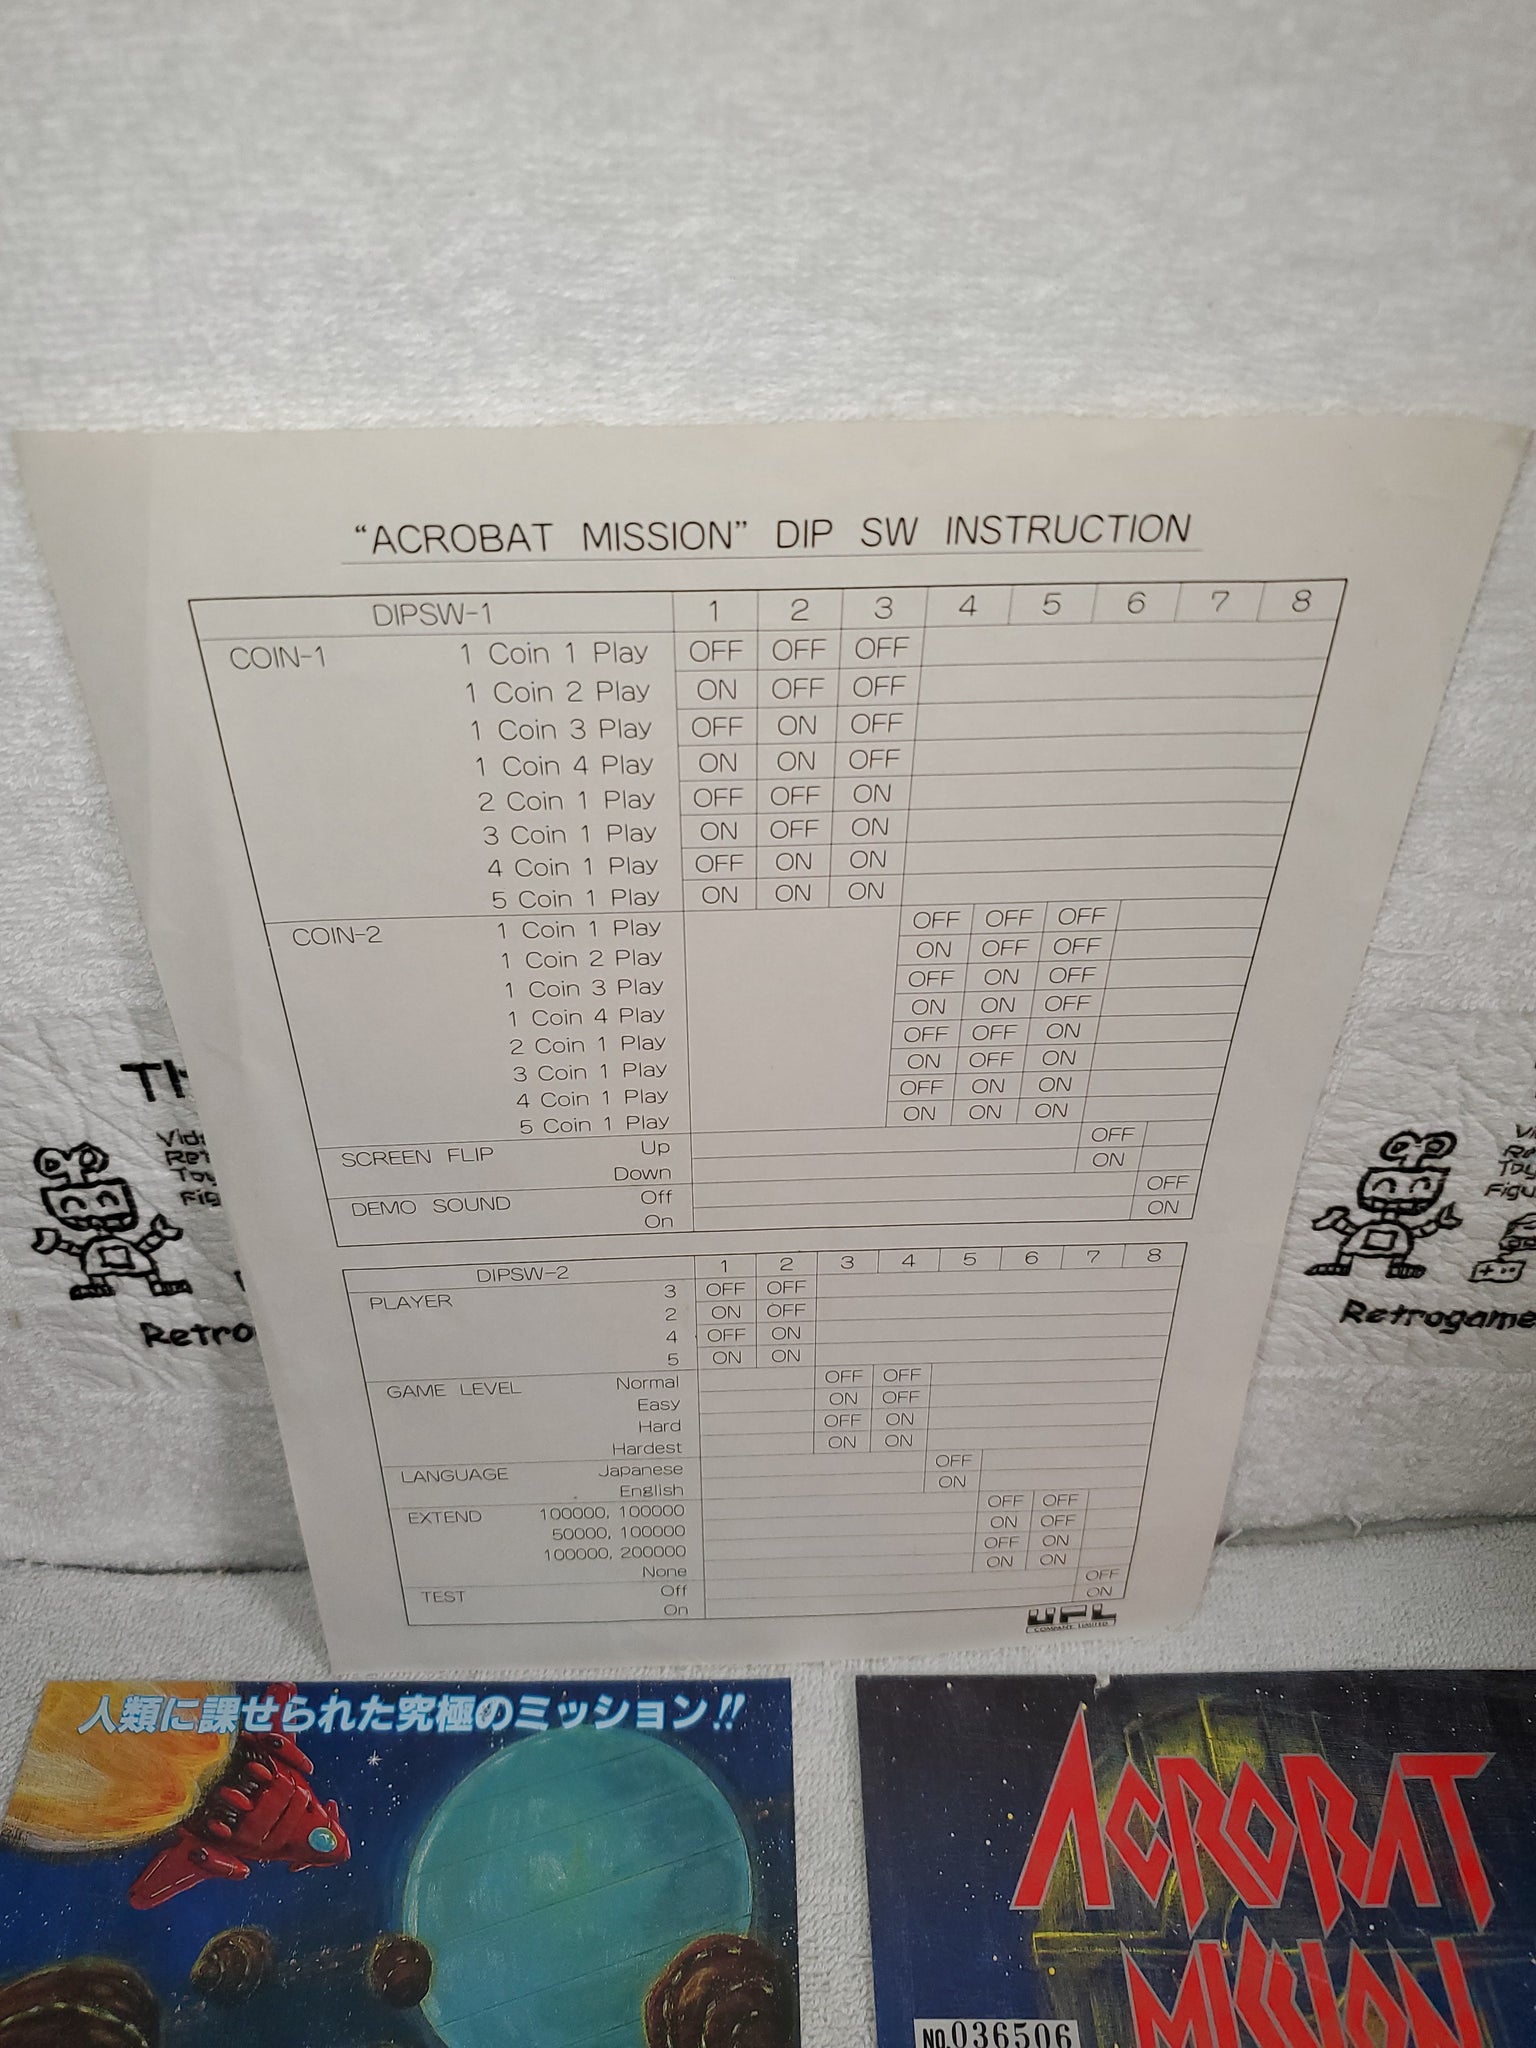 “ACROBAT MISSION” DIP SW INSTRUCTION
DIPSW-1 1 2 3 4 5 6 7 8
COIN-1 1 Coin 1 Play OFF OFF OFF
1 Coin 2 Play ON OFF OFF
1 Coin 3 Play OFF ON OFF
1 Coin 4 Play ON ON OFF
2 Coin 1 Play OFF OFF ON
3 Coin 1 Play ON OFF ON
4 Coin 1 Play OFF ON ON
5 Coin 1 Play ON ON ON
COIN-2 1 Coin 1 Play OFF OFF OFF
1 Coin 2 Play ON OFF OFF
1 Coin 3 Play OFF ON OFF
1 Coin 4 Play ON ON OFF
2 Coin 1 Play OFF OFF ON
3 Coin 1 Play ON OFF ON
4 Coin 1 Play OFF ON ON
5 Coin 1 Play ON ON ON
SCREEN FLIP Up OFF
Down ON
DEMO SOUND Off OFF
On ON
DIPSW-2 1 2 3 4 5 6 7 8
PLAYER 3 OFF OFF
2 ON OFF
4 OFF ON
5 ON ON
GAME LEVEL Normal OFF OFF
Easy ON OFF
Hard OFF ON
Hardest ON ON
LANGUAGE Japanese OFF
English ON
EXTEND 100000, 100000 OFF OFF
50000, 100000 ON OFF
100000, 200000 OFF ON
None ON ON
TEST Off OFF
On ON
UPL
COMPANY LIMITED
Retro
Retrogame
人類に課せられた究極のミッション!!
ACROBAT
MISSION
NO.036506